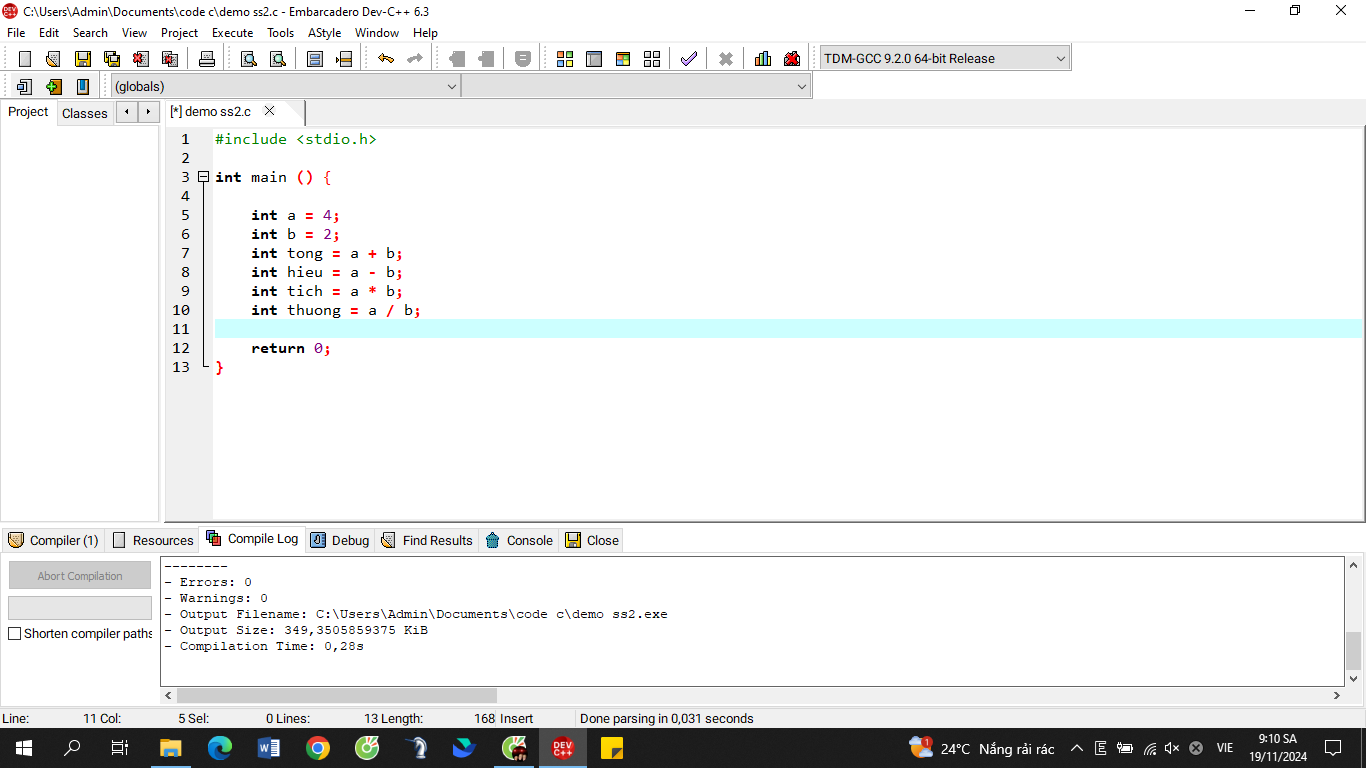 C:\Users\Admin\Documents\code c\demo ss2.c - Embarcadero Dev-C++ 6.3
File Edit Search View Project Execute Tools AStyle Window Help
TDM-GCC 9.2.0 64-bit Release
(globals)
Project Classes [*] demo ss2.c
1 #include <stdio.h>
2
3 int main () {
4
5 int a = 4;
6 int b = 2;
7 int tong = a + b;
8 int hieu = a - b;
9 int tich = a * b;
10 int thuong = a / b;
11
12 return 0;
13 }
Compiler (1) Resources Compile Log Debug Find Results Console Close
Abort Compilation
Shorten compiler paths
--------
- Errors: 0
- Warnings: 0
- Output Filename: C:\Users\Admin\Documents\code c\demo ss2.exe
- Output Size: 349,3505859375 KiB
- Compilation Time: 0,28s
Line: 11 Col: 5 Sel: 0 Lines: 13 Length: 168 Insert Done parsing in 0,031 seconds
DEV C++
1 24°C Nắng rải rác VIE
9:10 SA
19/11/2024